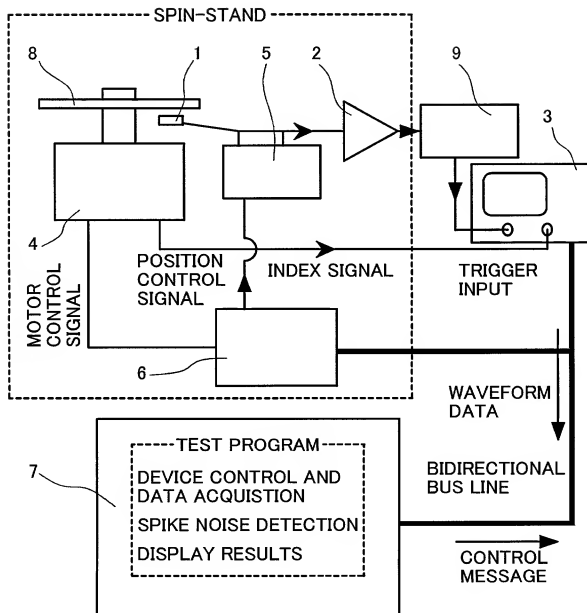 SPIN-STAND
8
1
5
2
9
3
4
POSITION
CONTROL
SIGNAL
INDEX SIGNAL
TRIGGER
INPUT
MOTOR
CONTROL
SIGNAL
6
WAVEFORM
DATA
7
TEST PROGRAM
DEVICE CONTROL AND
DATA ACQUISTION
SPIKE NOISE DETECTION
DISPLAY RESULTS
BIDIRECTIONAL
BUS LINE
CONTROL
MESSAGE